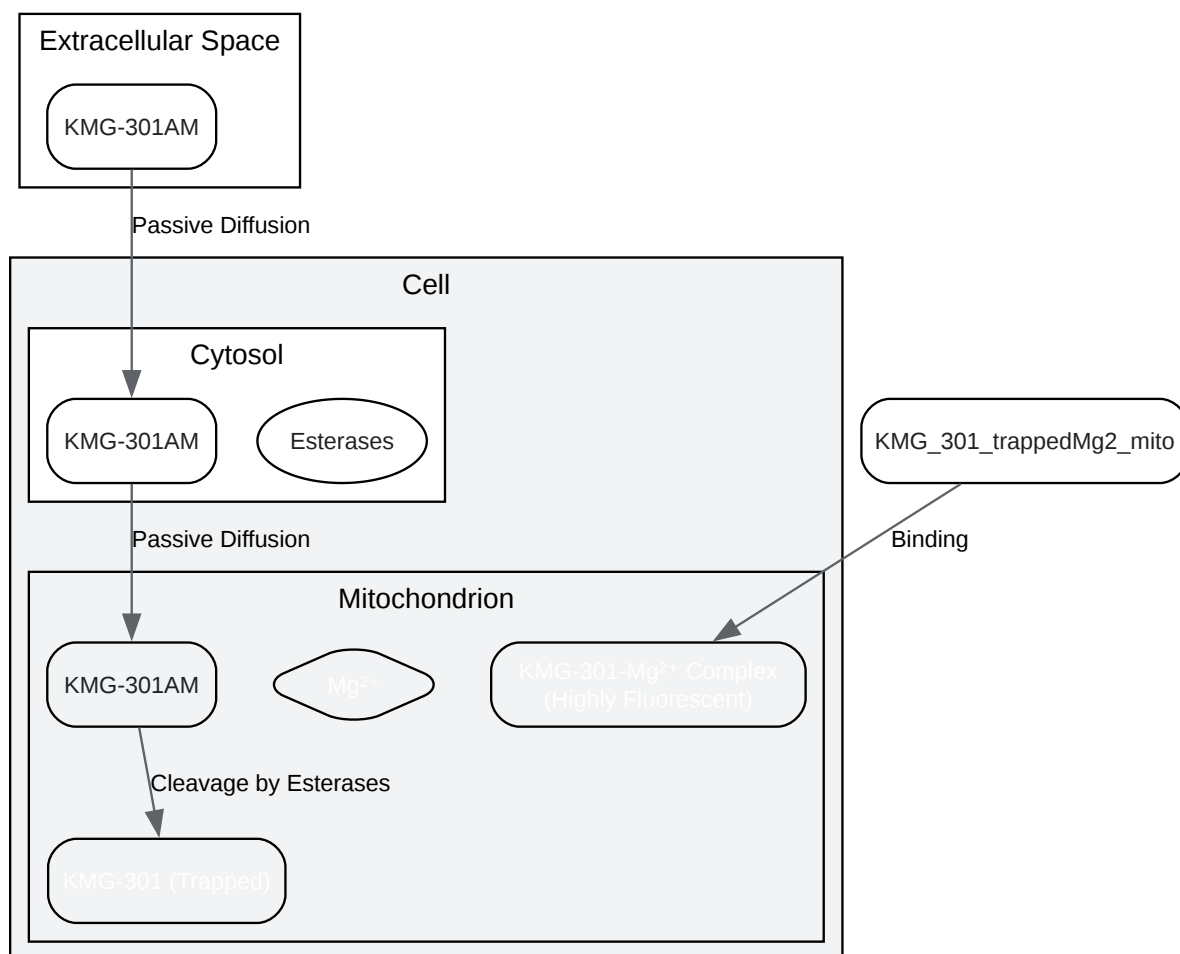 Extracellular Space
KMG-301AM
Passive Diffusion
Cell
Cytosol
KMG-301AM
Esterases
KMG_301_trappedMg2_mito
Passive Diffusion
Binding
Mitochondrion
KMG-301AM
Mg²⁺
KMG-301-Mg²⁺ Complex
(Highly Fluorescent)
Cleavage by Esterases
KMG-301 (Trapped)